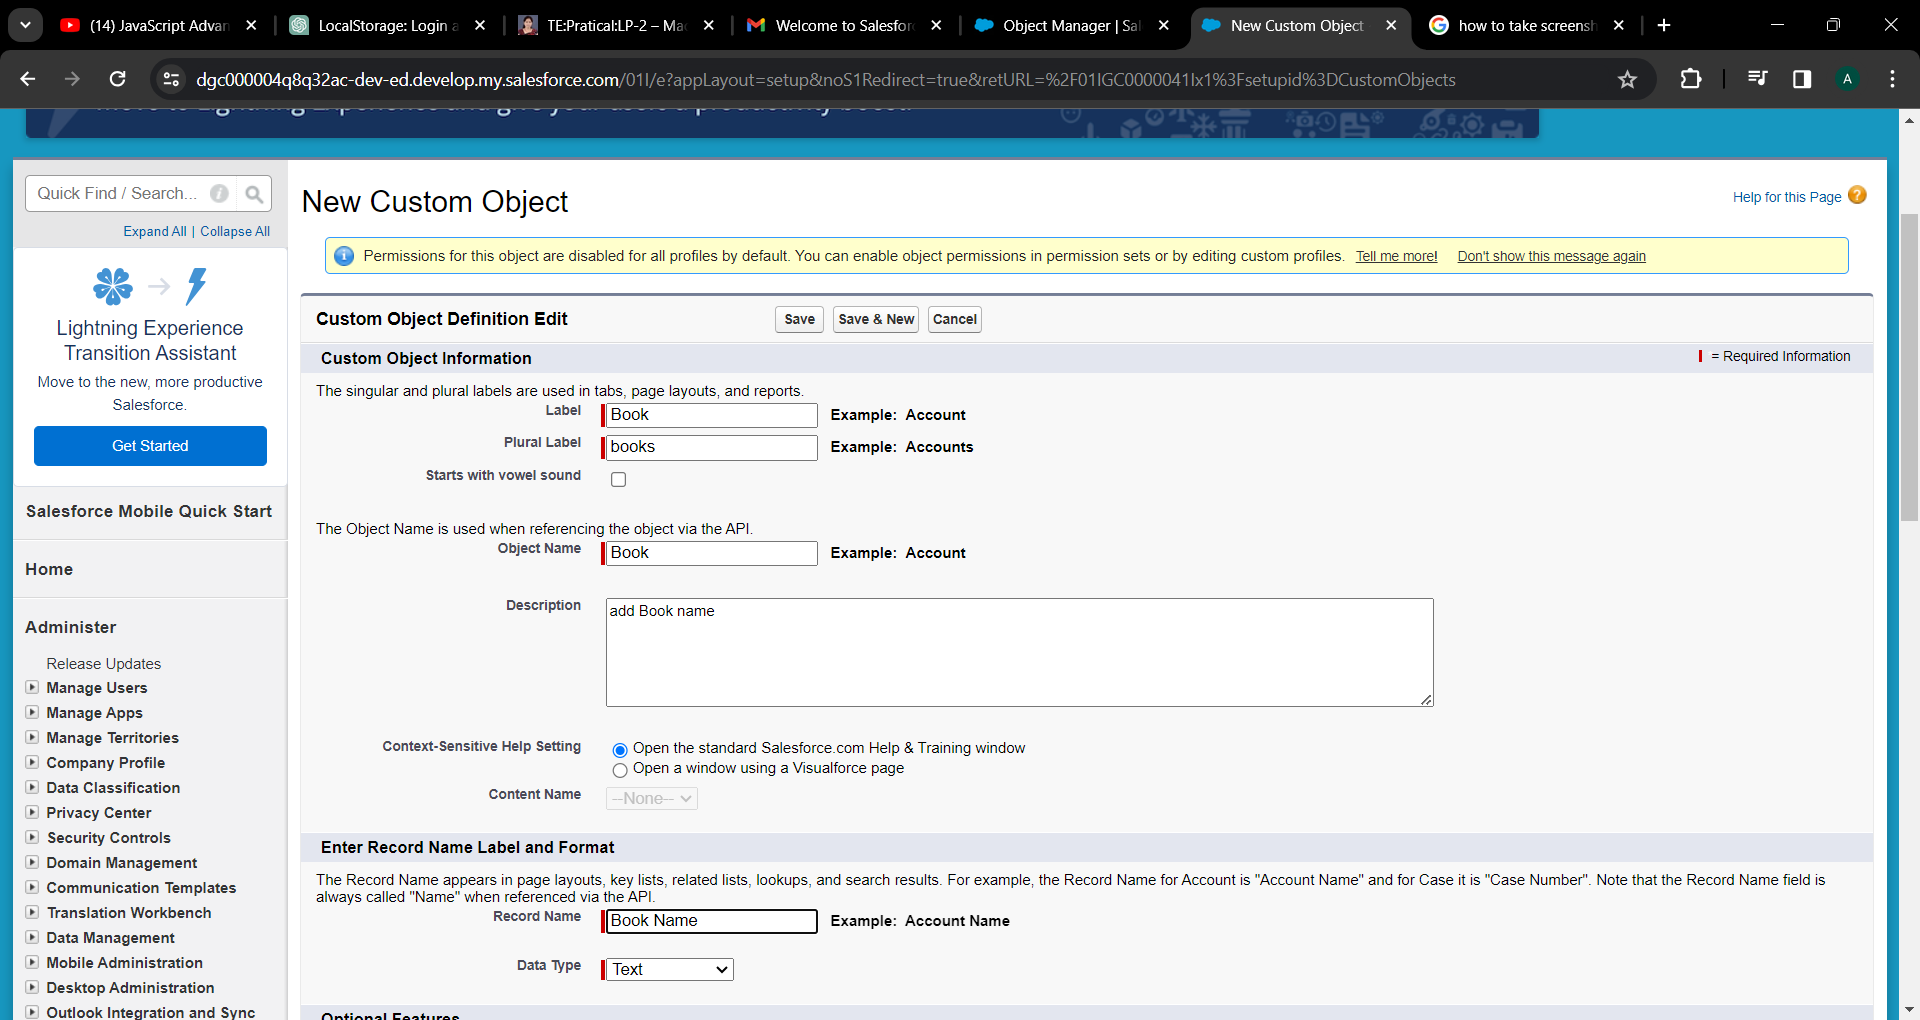 (14) JavaScript Advan
LocalStorage: Login a
TE:Pratical:LP-2 – Ma
Welcome to Salesforc
Object Manager | Sal
New Custom Object
how to take screensh
dgc000004q8q32ac-dev-ed.develop.my.salesforce.com/01I/e?appLayout=setup&noS1Redirect=true&retURL=%2F01IGC0000041Ix1%3Fsetupid%3DCustomObjects
A
Quick Find / Search...
Expand All | Collapse All
Lightning Experience
Transition Assistant
Move to the new, more productive
Salesforce.
Get Started
Salesforce Mobile Quick Start
Home
Administer
Release Updates
Manage Users
Manage Apps
Manage Territories
Company Profile
Data Classification
Privacy Center
Security Controls
Domain Management
Communication Templates
Translation Workbench
Data Management
Mobile Administration
Desktop Administration
Outlook Integration and Sync
New Custom Object
Help for this Page ?
Permissions for this object are disabled for all profiles by default. You can enable object permissions in permission sets or by editing custom profiles. Tell me more! Don't show this message again
Custom Object Definition Edit Save Save & New Cancel
Custom Object Information = Required Information
The singular and plural labels are used in tabs, page layouts, and reports.
Label Book Example: Account
Plural Label books Example: Accounts
Starts with vowel sound
The Object Name is used when referencing the object via the API.
Object Name Book Example: Account
Description add Book name
Context-Sensitive Help Setting Open the standard Salesforce.com Help & Training window
Open a window using a Visualforce page
Content Name --None--
Enter Record Name Label and Format
The Record Name appears in page layouts, key lists, related lists, lookups, and search results. For example, the Record Name for Account is "Account Name" and for Case it is "Case Number". Note that the Record Name field is
always called "Name" when referenced via the API.
Record Name Book Name Example: Account Name
Data Type Text
Optional Features